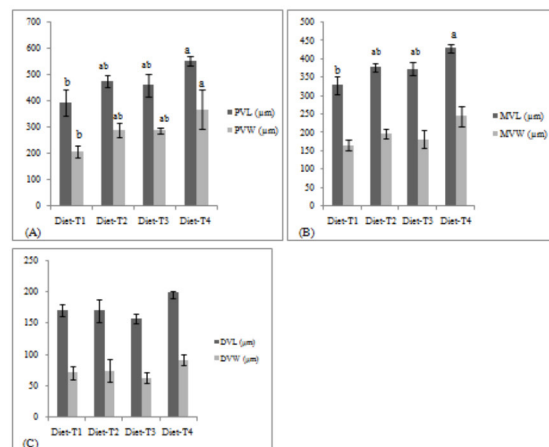 700
600
500
400
300
200
100
0
b
b
ab
ab
ab
ab
a
a
Diet-T1 Diet-T2 Diet-T3 Diet-T4
PVL (µm)
PVW (µm)
(A)
450
400
350
300
250
200
150
100
50
0
b
ab
ab
a
Diet-T1 Diet-T2 Diet-T3 Diet-T4
MVL (µm)
MVW (µm)
(B)
250
200
150
100
50
0
Diet-T1 Diet-T2 Diet-T3 Diet-T4
DVL (µm)
DVW (µm)
(C)